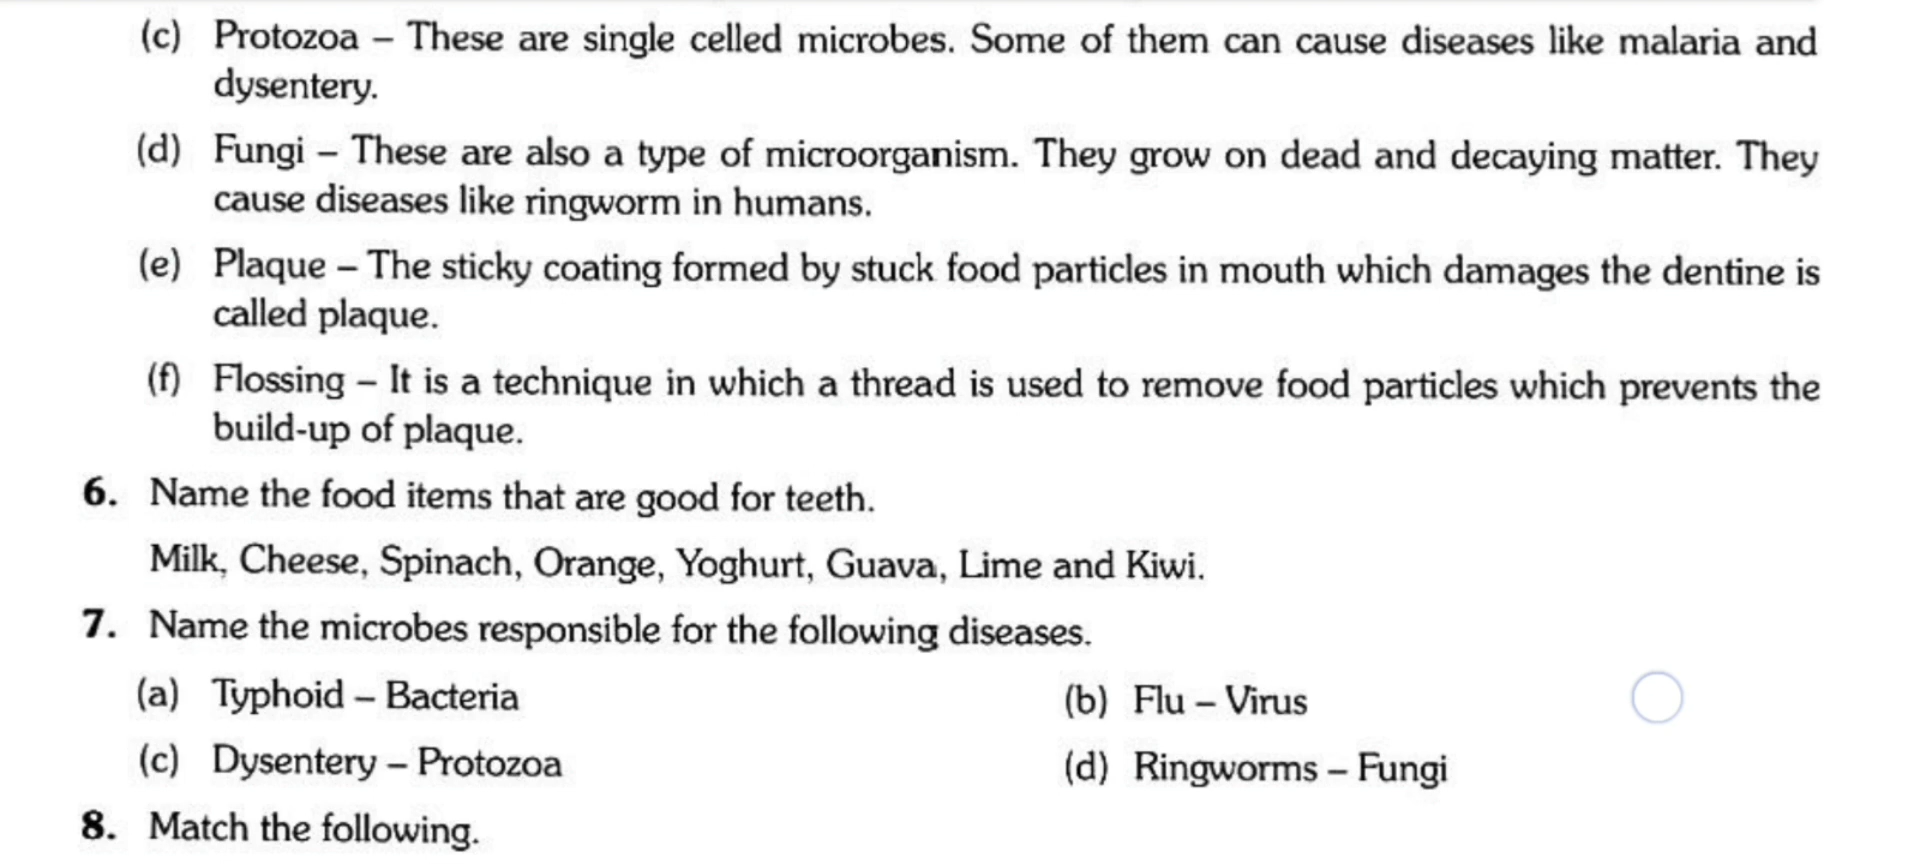 (c) Protozoa – These are single celled microbes. Some of them can cause diseases like malaria and
dysentery.
(d) Fungi – These are also a type of microorganism. They grow on dead and decaying matter. They
cause diseases like ringworm in humans.
(e) Plaque – The sticky coating formed by stuck food particles in mouth which damages the dentine is
called plaque.
(f) Flossing – It is a technique in which a thread is used to remove food particles which prevents the
build-up of plaque.
6. Name the food items that are good for teeth.
Milk, Cheese, Spinach, Orange, Yoghurt, Guava, Lime and Kiwi.
7. Name the microbes responsible for the following diseases.
(a) Typhoid – Bacteria (b) Flu – Virus
(c) Dysentery – Protozoa (d) Ringworms – Fungi
8. Match the following.